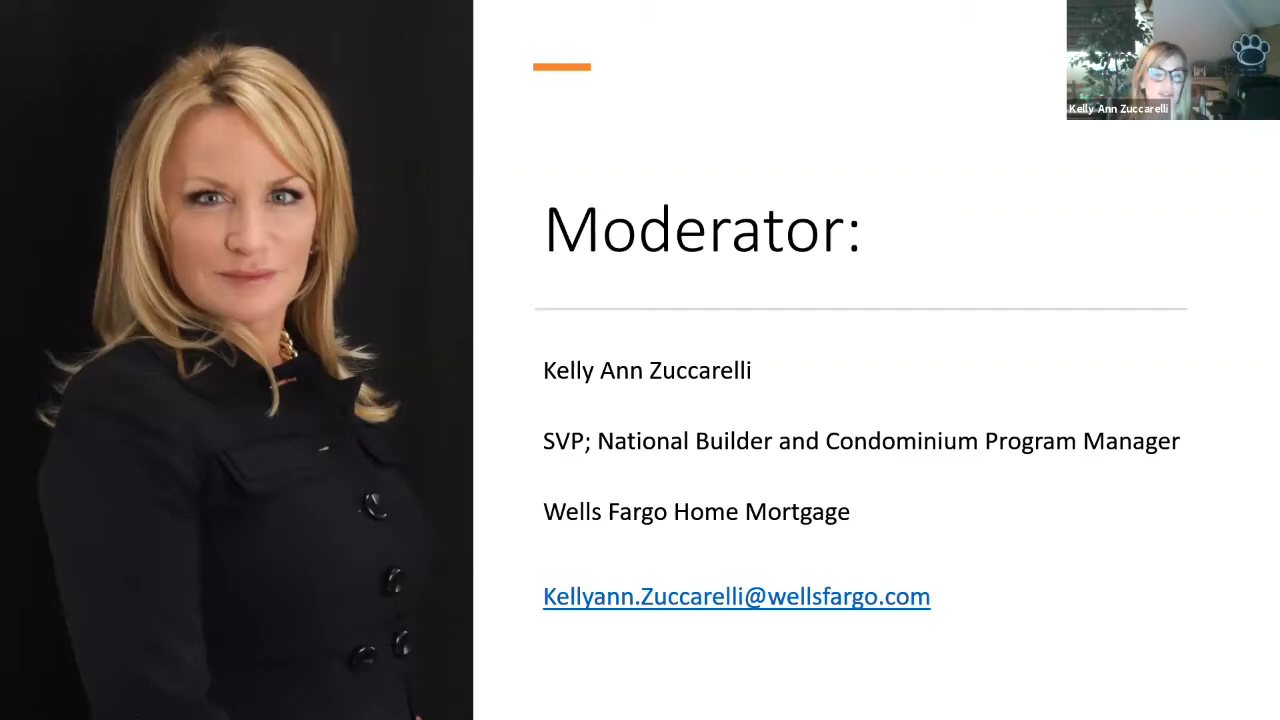 Kelly Ann Zuccarelli
Moderator:
Kelly Ann Zuccarelli
SVP; National Builder and Condominium Program Manager
Wells Fargo Home Mortgage
Kellyann.Zuccarelli@wellsfargo.com